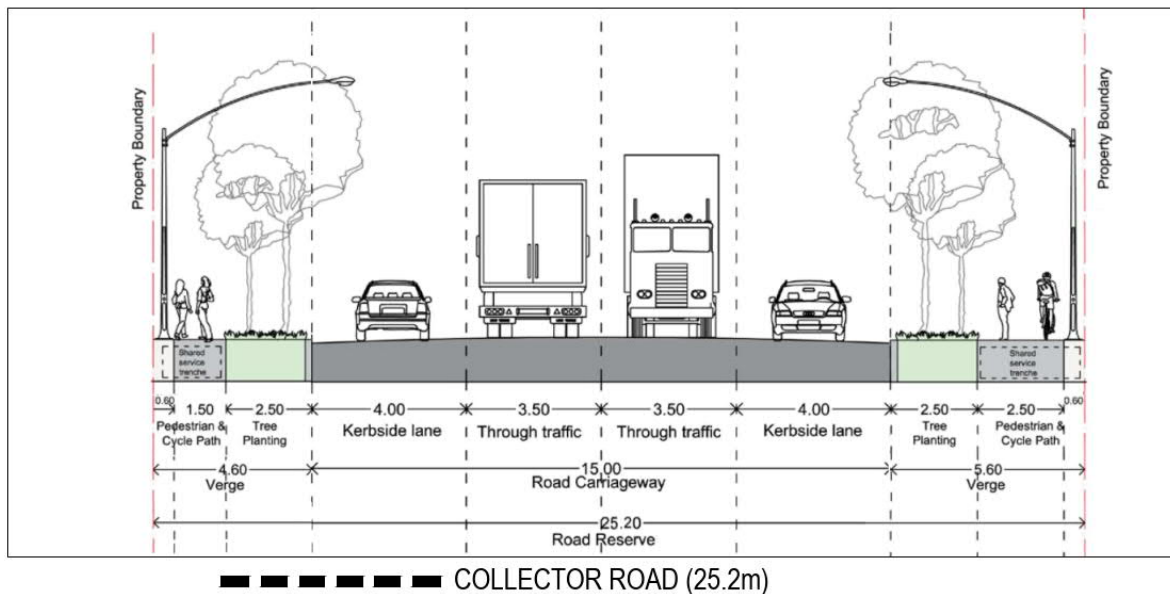 Property Boundary
Property Boundary
Shared
service
trenche
Shared
service
trenche
0.60
1.50
2.50
4.00
3.50
3.50
4.00
2.50
2.50
0.60
Pedestrian &
Cycle Path
Tree
Planting
Kerbside lane
Through traffic
Through traffic
Kerbside lane
Tree
Planting
Pedestrian &
Cycle Path
4.60
Verge
15.00
Road Carriageway
5.60
Verge
25.20
Road Reserve
COLLECTOR ROAD (25.2m)